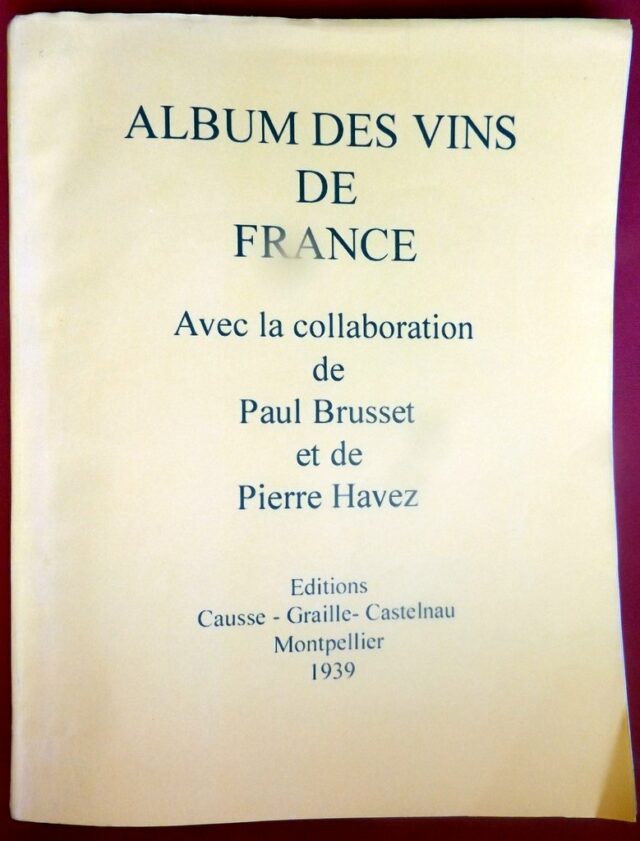 ALBUM DES VINS
DE
FRANCE
Avec la collaboration
de
Paul Brusset
et de
Pierre Havez
Editions
Causse - Graille- Castelnau
Montpellier
1939